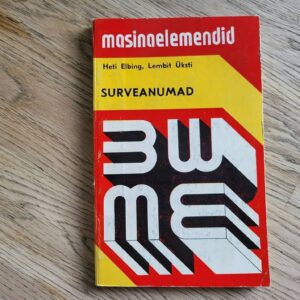 masinaelemendid
Heti Elbing, Lembit Üksti
SURVEANUMAD